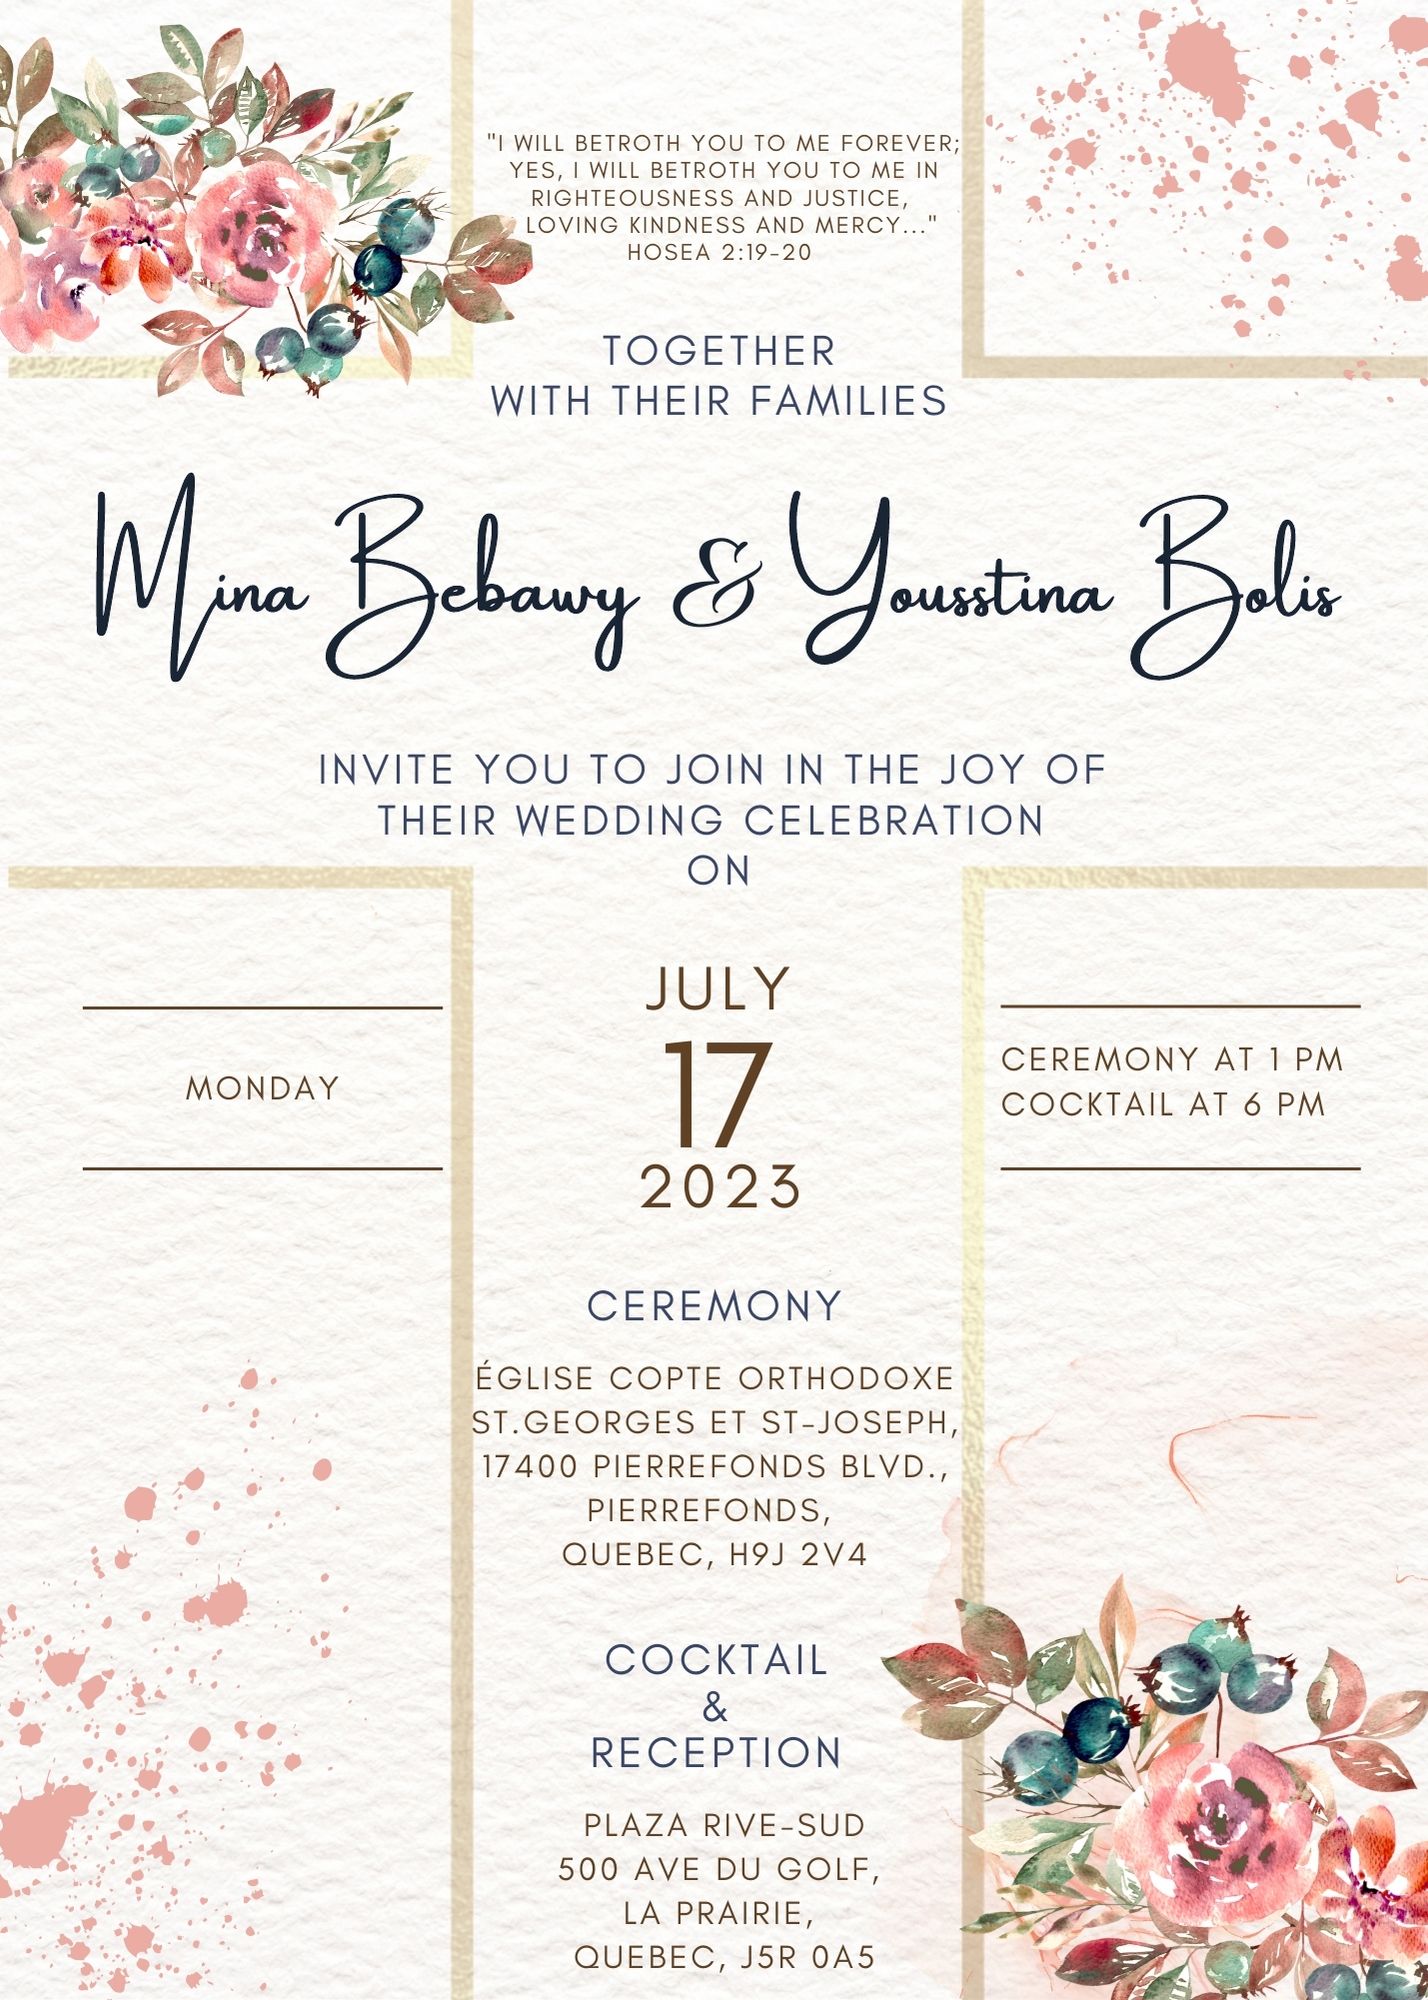 "I WILL BETROTH YOU TO ME FOREVER;
YES, I WILL BETROTH YOU TO ME IN
RIGHTEOUSNESS AND JUSTICE,
LOVING KINDNESS AND MERCY..."
HOSEA 2:19-20
TOGETHER
WITH THEIR FAMILIES
Mina Bebawy & Yousstina Bolis
INVITE YOU TO JOIN IN THE JOY OF
THEIR WEDDING CELEBRATION
ON
MONDAY
JULY
17
2023
CEREMONY AT 1 PM
COCKTAIL AT 6 PM
CEREMONY
ÉGLISE COPTE ORTHODOXE
ST.GEORGES ET ST-JOSEPH,
17400 PIERREFONDS BLVD.,
PIERREFONDS,
QUEBEC, H9J 2V4
COCKTAIL
&
RECEPTION
PLAZA RIVE-SUD
500 AVE DU GOLF,
LA PRAIRIE,
QUEBEC, J5R 0A5